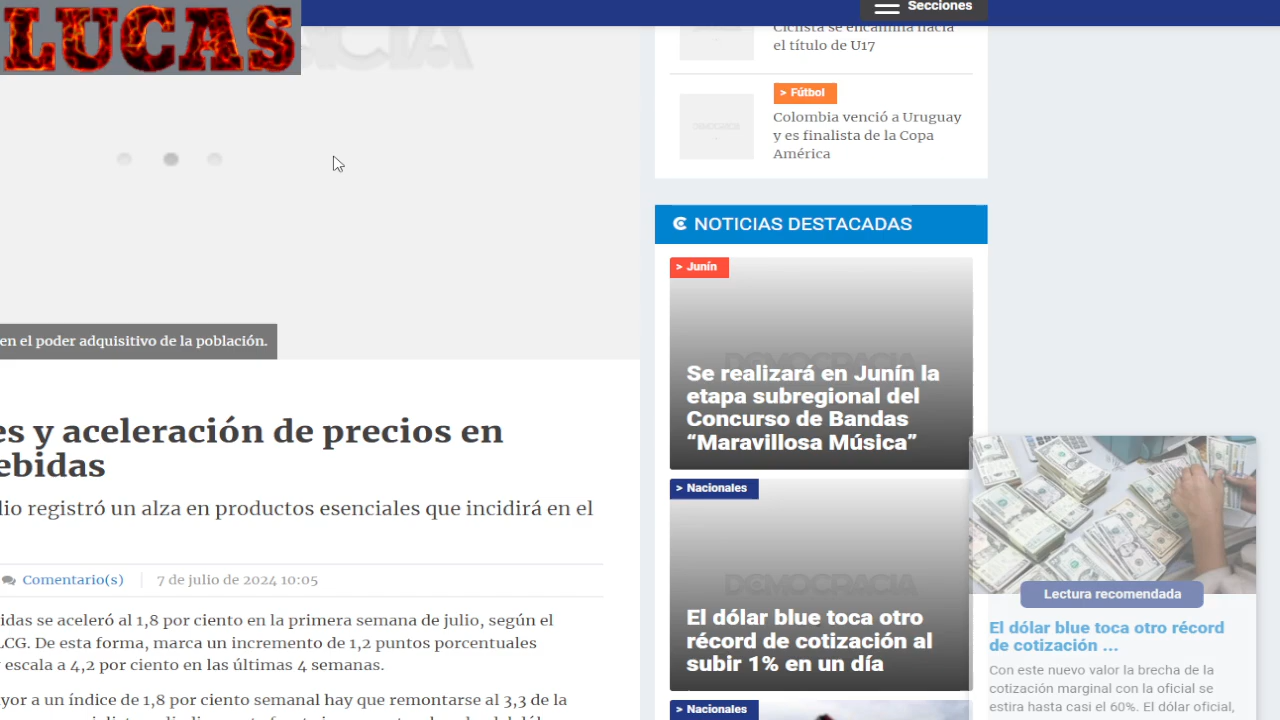 LUCAS
Secciones
Ciclista se encamina hacia
el título de U17
> Fútbol
Colombia venció a Uruguay
y es finalista de la Copa
América
NOTICIAS DESTACADAS
> Junín
DEMOCRACIA
Se realizará en Junín la
etapa subregional del
Concurso de Bandas
“Maravillosa Música”
> Nacionales
DEMOCRACIA
El dólar blue toca otro
récord de cotización al
subir 1% en un día
> Nacionales
en el poder adquisitivo de la población.
es y aceleración de precios en
ebidas
lio registró un alza en productos esenciales que incidirá en el
Comentario(s)
7 de julio de 2024 10:05
idas se aceleró al 1,8 por ciento en la primera semana de julio, según el
LCG. De esta forma, marca un incremento de 1,2 puntos porcentuales
y escala a 4,2 por ciento en las últimas 4 semanas.
yor a un índice de 1,8 por ciento semanal hay que remontarse al 3,3 de la
Lectura recomendada
El dólar blue toca otro récord
de cotización ...
Con este nuevo valor la brecha de la
cotización marginal con la oficial se
estira hasta casi el 60%. El dólar oficial,